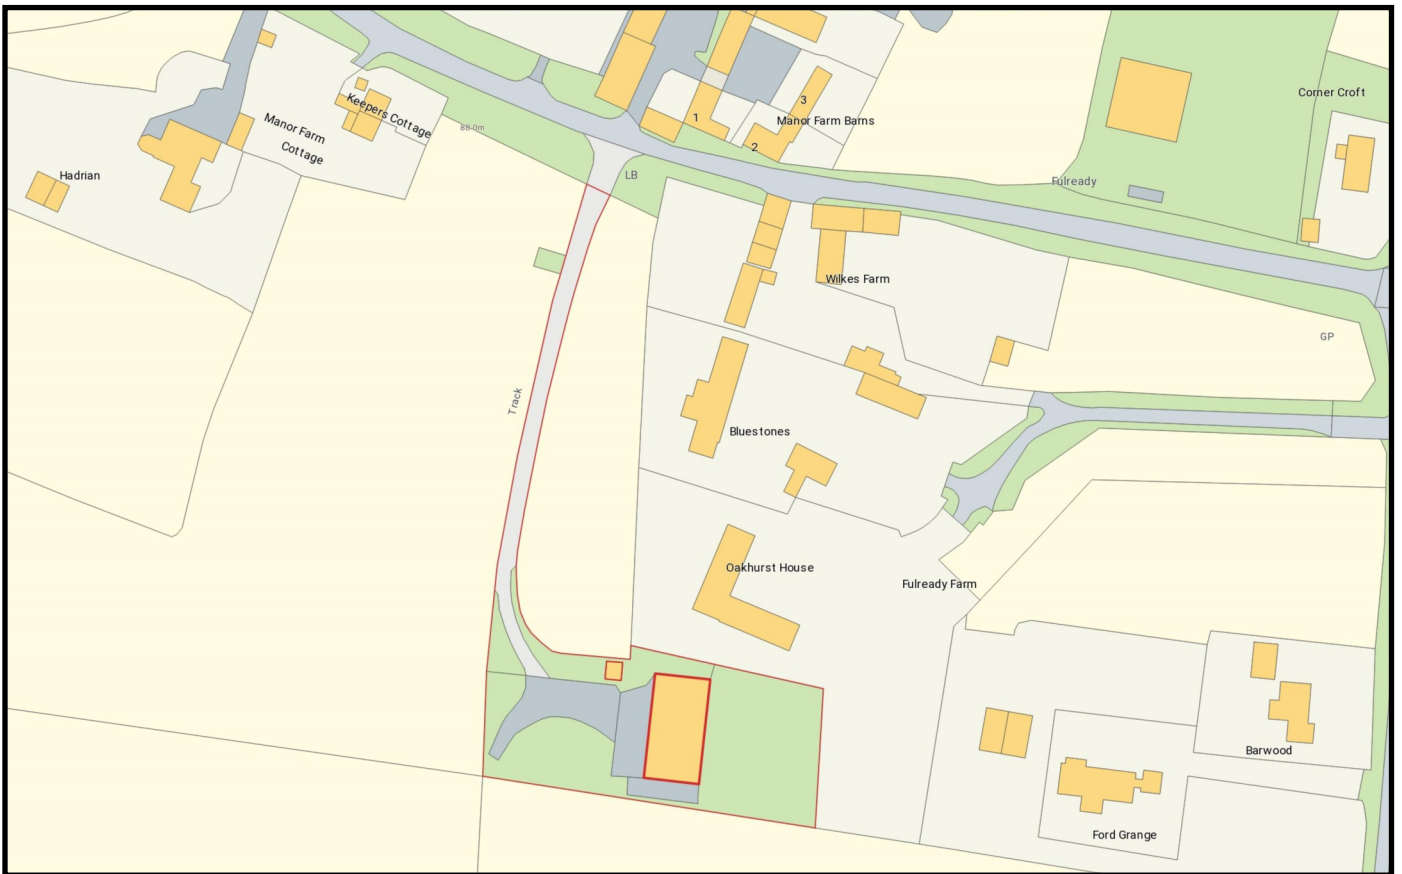 Corner Croft
3
1
Keepers Cottage
Manor Farm Barns
88.0m
Manor Farm
Cottage
2
Hadrian
LB
Fulready
Wilkes Farm
GP
Track
Bluestones
Oakhurst House
Fulready Farm
Barwood
Ford Grange